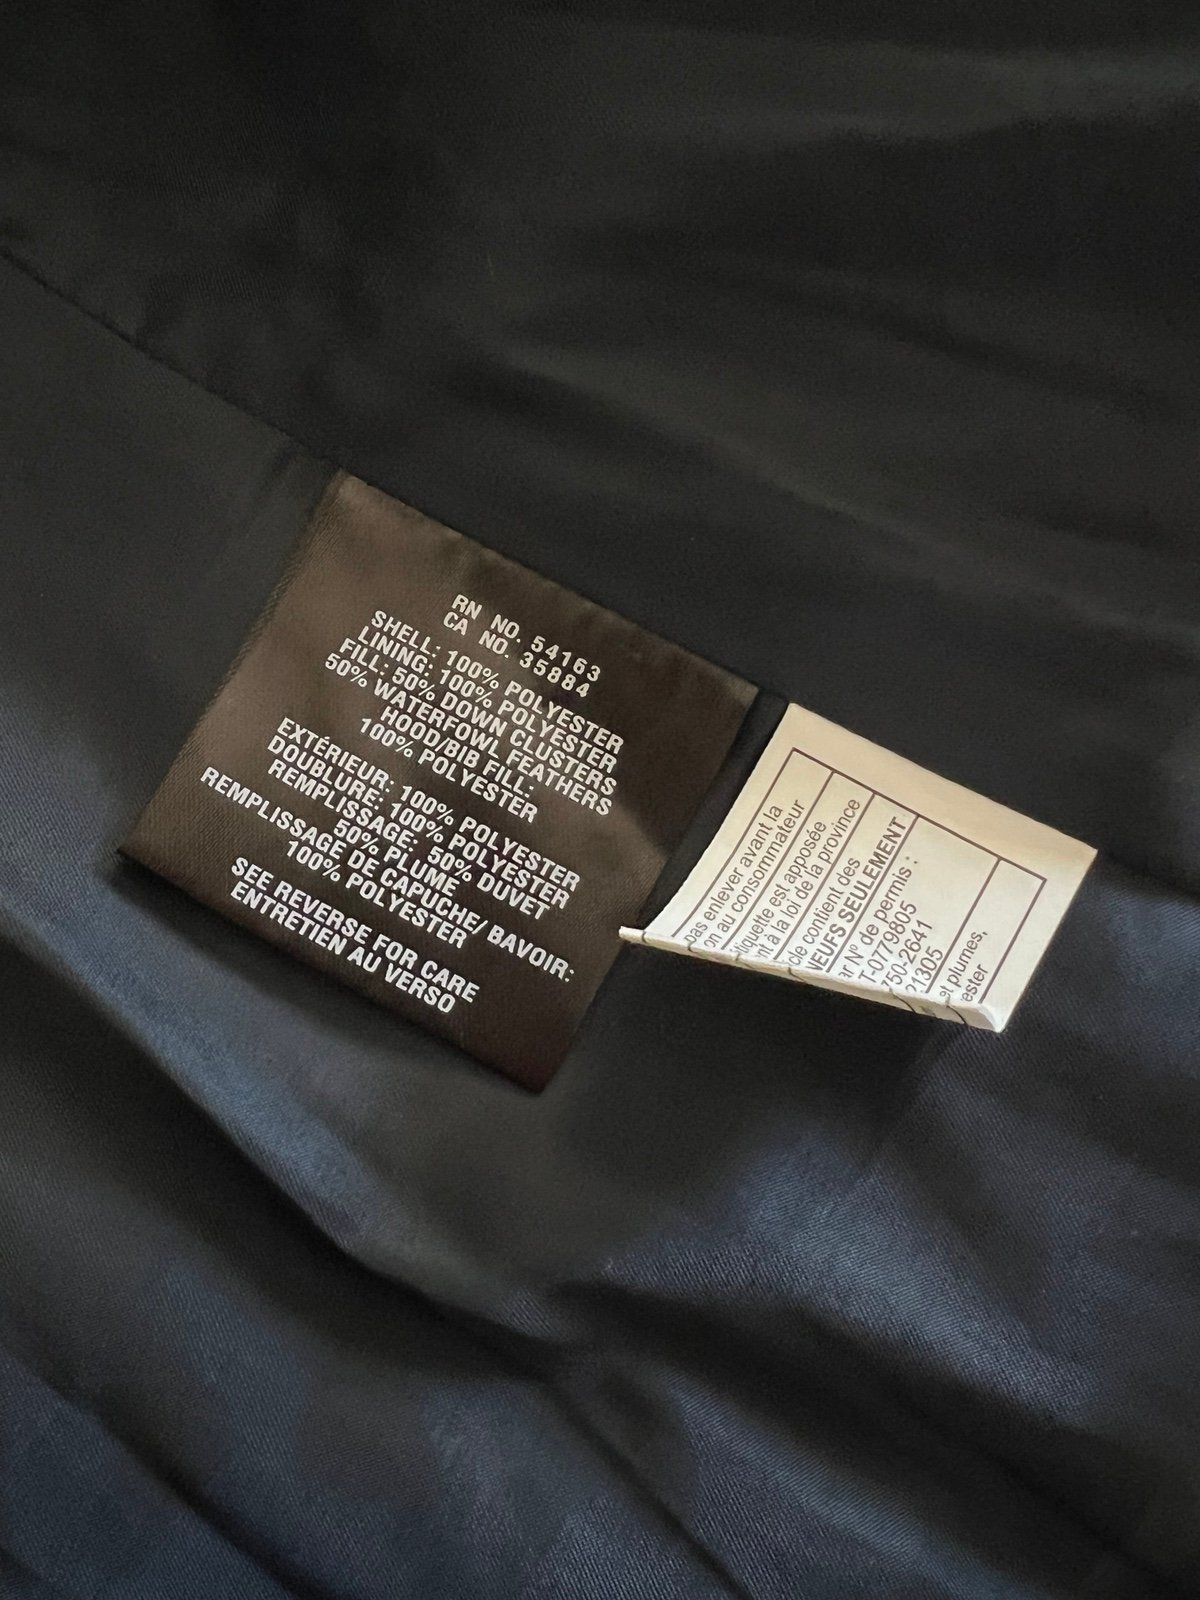 RN NO. 54163
CA NO. 35884
SHELL: 100% POLYESTER
LINING: 100% POLYESTER
FILL: 50% DOWN CLUSTERS
50% WATERFOWL FEATHERS
HOOD/BIB FILL:
100% POLYESTER
EXTÉRIEUR: 100% POLYESTER
DOUBLURE: 100% POLYESTER
REMPLISSAGE: 50% DUVET
50% PLUME
REMPLISSAGE DE CAPUCHE/ BAVOIR:
100% POLYESTER
SEE REVERSE FOR CARE
ENTRETIEN AU VERSO
pas enlever avant la
on au consommateur
tiquette est apposée
nt à la loi de la province
cle contient des
NEUFS SEULEMENT
ar N° de permis :
T-0779805
750-2641
21305
et plumes,
ester